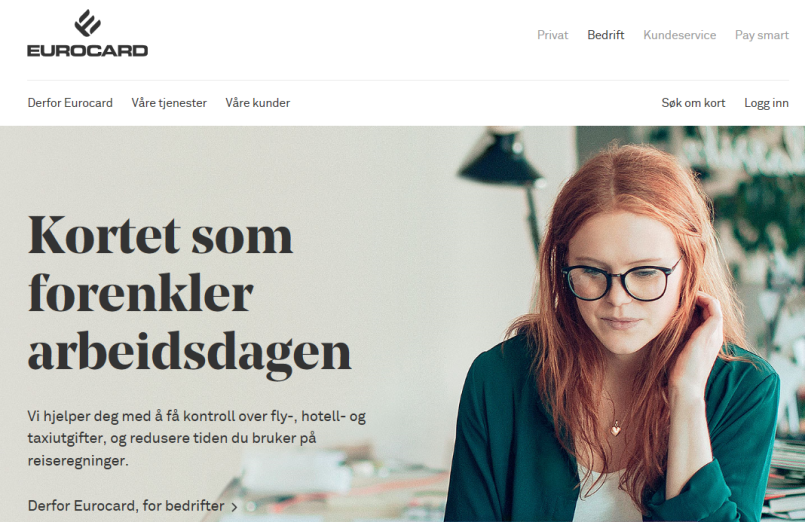 EUROCARD
Privat Bedrift Kundeservice Pay smart
Derfor Eurocard Våre tjenester Våre kunder Søk om kort Logg inn
Kortet som
forenkler
arbeidsdagen
Vi hjelper deg med å få kontroll over fly-, hotell- og
taxiutgifter, og redusere tiden du bruker på
reiseregninger.
Derfor Eurocard, for bedrifter